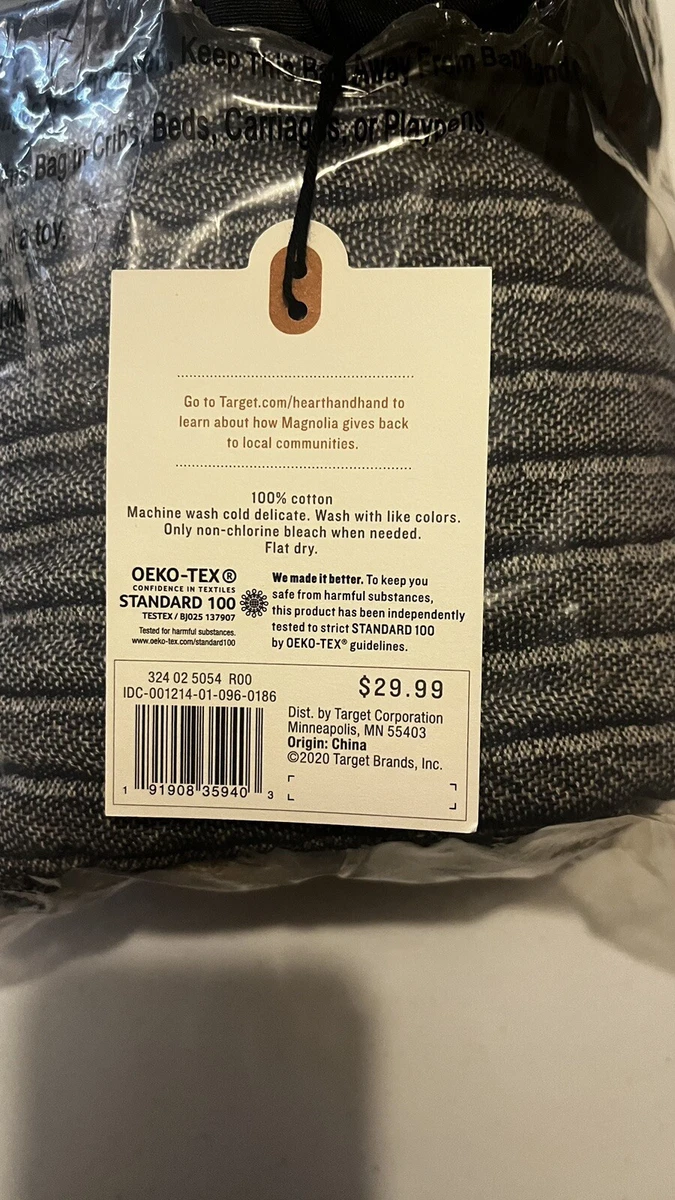 Keep This Away From
Bag in Cribs, Beds, Carriages, or Playpens.
a toy.
Go to Target.com/hearthandhand to
learn about how Magnolia gives back
to local communities.
100% cotton
Machine wash cold delicate. Wash with like colors.
Only non-chlorine bleach when needed.
Flat dry.
OEKO-TEX®
CONFIDENCE IN TEXTILES
STANDARD 100
TESTEX / BJ025 137907
Tested for harmful substances.
www.oeko-tex.com/standard100
We made it better. To keep you
safe from harmful substances,
this product has been independently
tested to strict STANDARD 100
by OEKO-TEX® guidelines.
324 02 5054 R00
IDC-001214-01-096-0186
1 91908 35940 3
$29.99
Dist. by Target Corporation
Minneapolis, MN 55403
Origin: China
©2020 Target Brands, Inc.